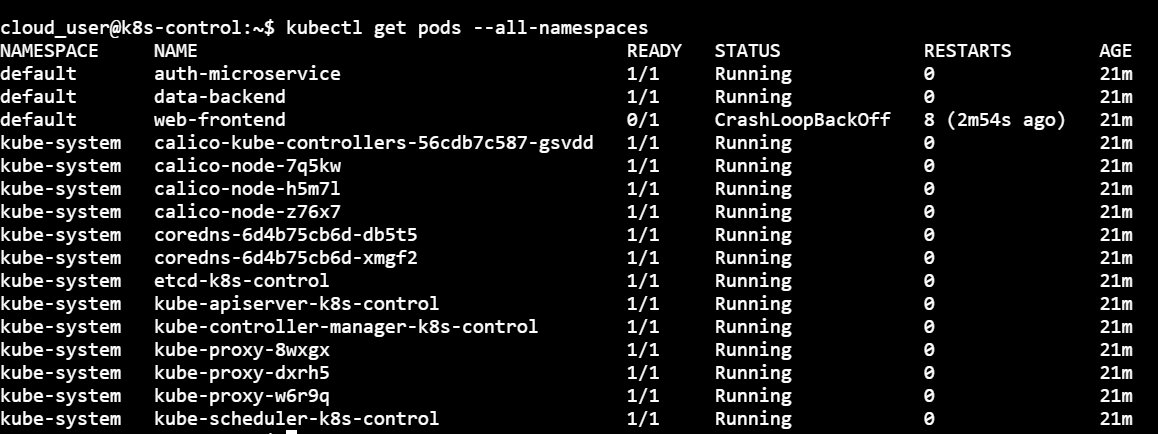 cloud_user@k8s-control:~$ kubectl get pods --all-namespaces
NAMESPACE     NAME                                       READY   STATUS             RESTARTS        AGE
default       auth-microservice                          1/1     Running            0               21m
default       data-backend                               1/1     Running            0               21m
default       web-frontend                               0/1     CrashLoopBackOff   8 (2m54s ago)   21m
kube-system   calico-kube-controllers-56cdb7c587-gsvdd   1/1     Running            0               21m
kube-system   calico-node-7q5kw                          1/1     Running            0               21m
kube-system   calico-node-h5m7l                          1/1     Running            0               21m
kube-system   calico-node-z76x7                          1/1     Running            0               21m
kube-system   coredns-6d4b75cb6d-db5t5                   1/1     Running            0               21m
kube-system   coredns-6d4b75cb6d-xmgf2                   1/1     Running            0               21m
kube-system   etcd-k8s-control                           1/1     Running            0               21m
kube-system   kube-apiserver-k8s-control                 1/1     Running            0               21m
kube-system   kube-controller-manager-k8s-control        1/1     Running            0               21m
kube-system   kube-proxy-8wxgx                           1/1     Running            0               21m
kube-system   kube-proxy-dxrh5                           1/1     Running            0               21m
kube-system   kube-proxy-w6r9q                           1/1     Running            0               21m
kube-system   kube-scheduler-k8s-control                 1/1     Running            0               21m